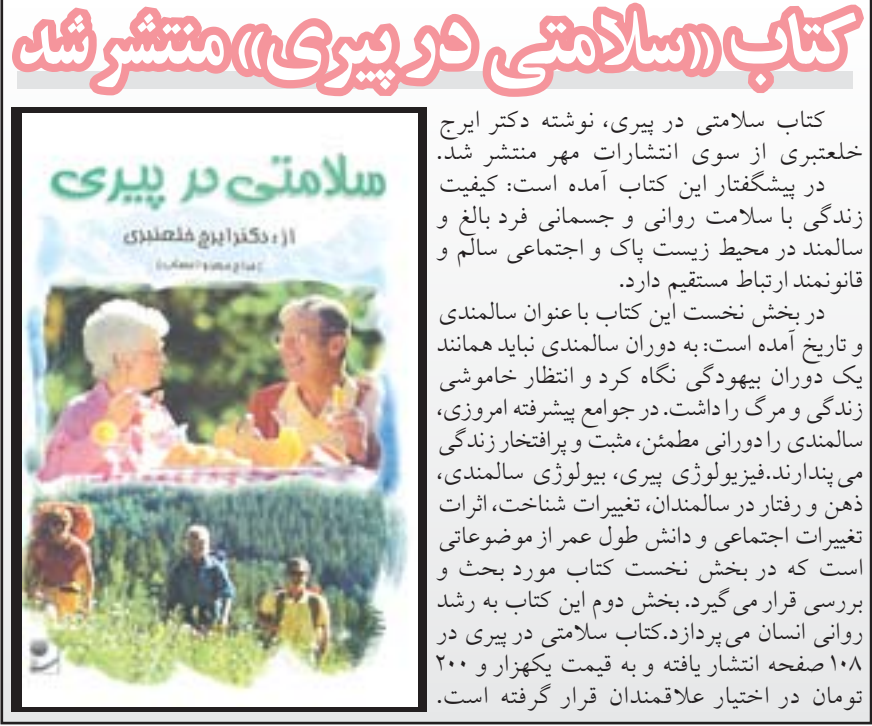 کتاب «سلامتی در پیری» منتشر شد
کتاب سلامتی در پیری، نوشته دکتر ایرج
خلعتبری از سوی انتشارات مهر منتشر شد.
در پیشگفتار این کتاب آمده است: کیفیت
زندگی با سلامت روانی و جسمانی فرد بالغ و
سالمند در محیط زیست پاک و اجتماعی سالم و
قانونمند ارتباط مستقیم دارد.
در بخش نخست این کتاب با عنوان سالمندی
و تاریخ آمده است: به دوران سالمندی نباید همانند
یک دوران بیهودگی نگاه کرد و انتظار خاموشی
زندگی و مرگ را داشت. در جوامع پیشرفته امروزی،
سالمندی را دورانی مطمئن، مثبت و پرافتخار زندگی
می پندارند.فیزیولوژی پیری، بیولوژی سالمندی،
ذهن و رفتار در سالمندان، تغییرات شناخت، اثرات
تغییرات اجتماعی و دانش طول عمر از موضوعاتی
است که در بخش نخست کتاب مورد بحث و
بررسی قرار می گیرد. بخش دوم این کتاب به رشد
روانی انسان می پردازد.کتاب سلامتی در پیری در
۱۰۸ صفحه انتشار یافته و به قیمت یکهزار و ۲۰۰
تومان در اختیار علاقمندان قرار گرفته است.
سلامتی در پیری
از : دکتر ایرج خلعتبری